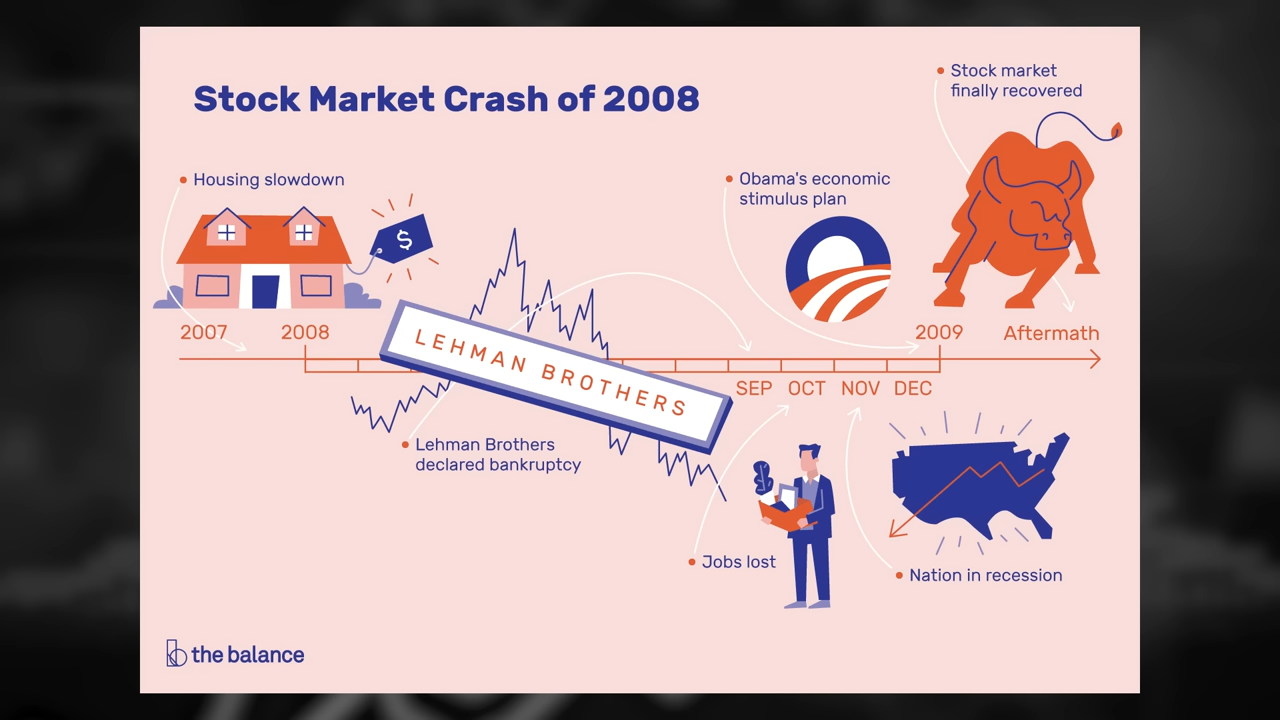 Stock Market Crash of 2008
Stock market
finally recovered
Housing slowdown
Obama's economic
stimulus plan
$
2007
2008
2009
Aftermath
LEHMAN BROTHERS
SEP
OCT
NOV
DEC
Lehman Brothers
declared bankruptcy
Jobs lost
Nation in recession
b the balance